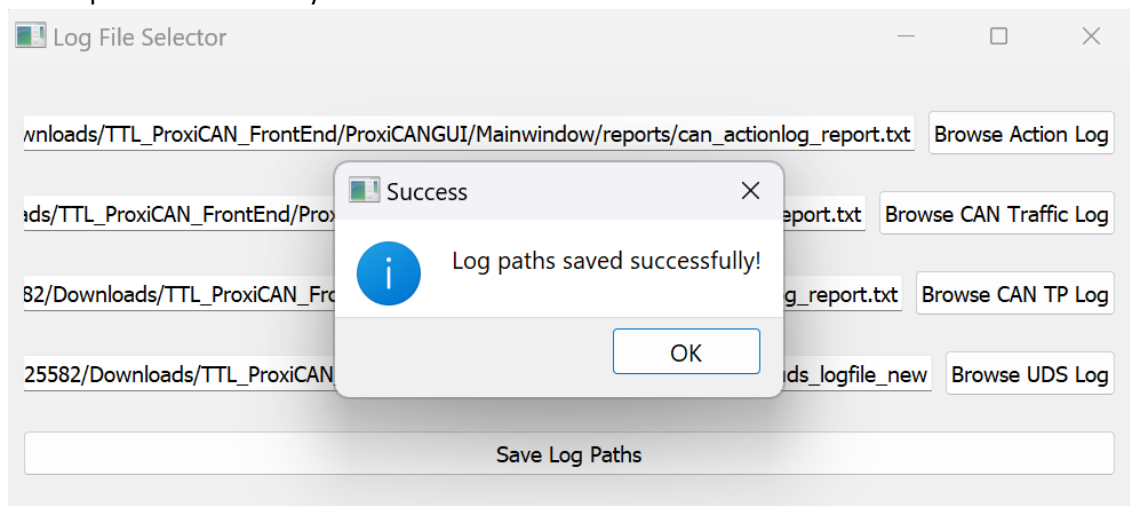 Log File Selector
wnloads/TTL_ProxiCAN_FrontEnd/ProxiCANGUI/Mainwindow/reports/can_actionlog_report.txt Browse Action Log
Success
ads/TTL_ProxiCAN_FrontEnd/Prox eport.txt Browse CAN Traffic Log
Log paths saved successfully!
82/Downloads/TTL_ProxiCAN_Fro g_report.txt Browse CAN TP Log
OK
25582/Downloads/TTL_ProxiCAN_ uds_logfile_new Browse UDS Log
Save Log Paths